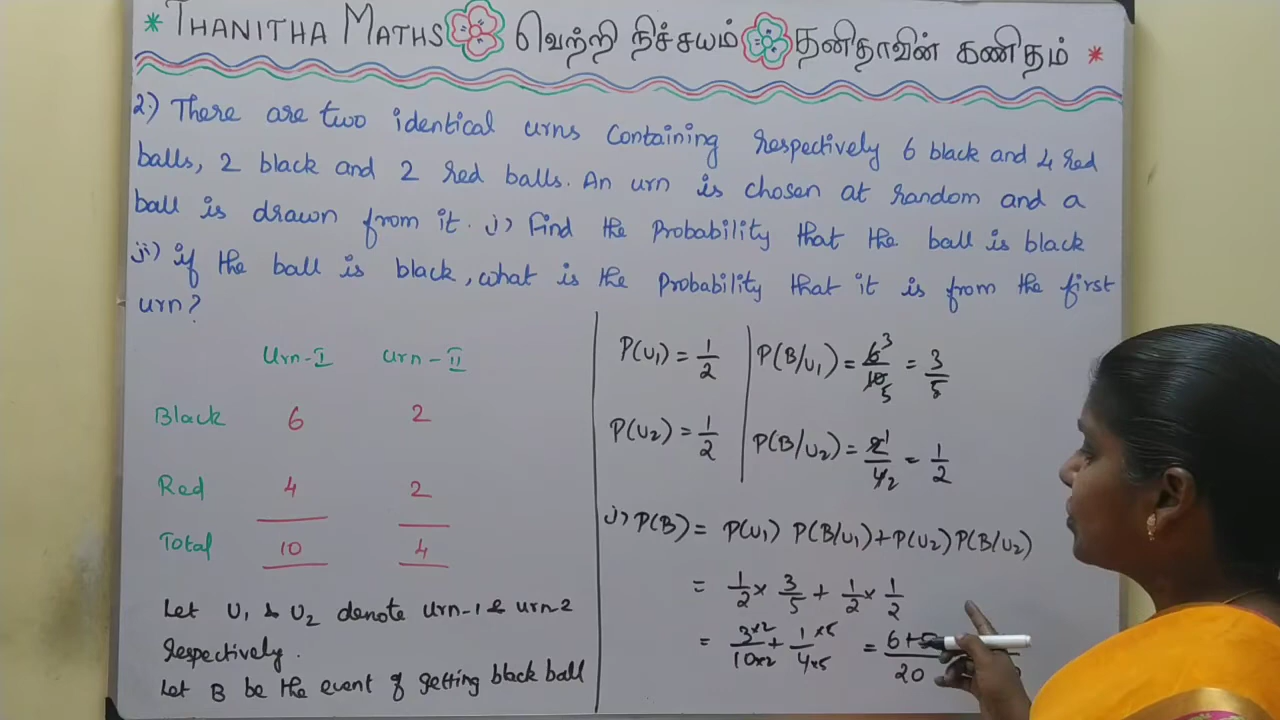 * THANITHA MATHS வெற்றி நிச்சயம் தனிதாவின் கணிதம் *
2.) There are two identical urns containing respectively 6 black and 4 red
balls, 2 black and 2 red balls. An urn is chosen at random and a
ball is drawn from it. i) Find the probability that the ball is black
ii) if the ball is black, what is the probability that it is from the first
urn?
Urn-I Urn-II
Black 6 2
Red 4 2
Total 10 4
Let U₁ & U₂ denote urn-1 & urn-2
respectively.
Let B be the event of getting black ball
P(U₁) = 1/2 P(B/U₁) = 6/10 3/5 = 3/5
P(U₂) = 1/2 P(B/U₂) = 2/4 1/2 = 1/2
i) P(B) = P(U₁) P(B/U₁) + P(U₂) P(B/U₂)
= 1/2 × 3/5 + 1/2 × 1/2
= 3×2/10×2 + 1×5/4×5 = 6+5/20